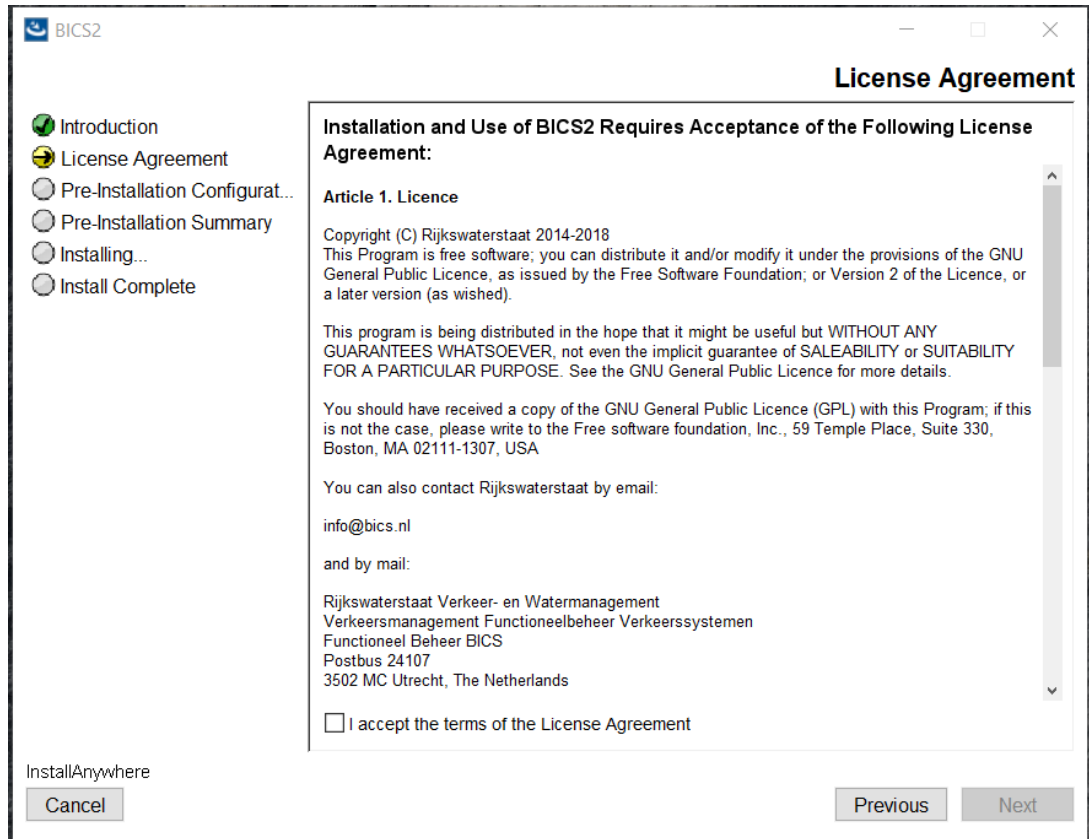 BICS2
License Agreement
Introduction
License Agreement
Pre-Installation Configurat...
Pre-Installation Summary
Installing...
Install Complete
Installation and Use of BICS2 Requires Acceptance of the Following License
Agreement:
Article 1. Licence
Copyright (C) Rijkswaterstaat 2014-2018
This Program is free software; you can distribute it and/or modify it under the provisions of the GNU
General Public Licence, as issued by the Free Software Foundation; or Version 2 of the Licence, or
a later version (as wished).
This program is being distributed in the hope that it might be useful but WITHOUT ANY
GUARANTEES WHATSOEVER, not even the implicit guarantee of SALEABILITY or SUITABILITY
FOR A PARTICULAR PURPOSE. See the GNU General Public Licence for more details.
You should have received a copy of the GNU General Public Licence (GPL) with this Program; if this
is not the case, please write to the Free software foundation, Inc., 59 Temple Place, Suite 330,
Boston, MA 02111-1307, USA
You can also contact Rijkswaterstaat by email:
info@bics.nl
and by mail:
Rijkswaterstaat Verkeer- en Watermanagement
Verkeersmanagement Functioneelbeheer Verkeerssystemen
Functioneel Beheer BICS
Postbus 24107
3502 MC Utrecht, The Netherlands
I accept the terms of the License Agreement
InstallAnywhere
Cancel
Previous
Next